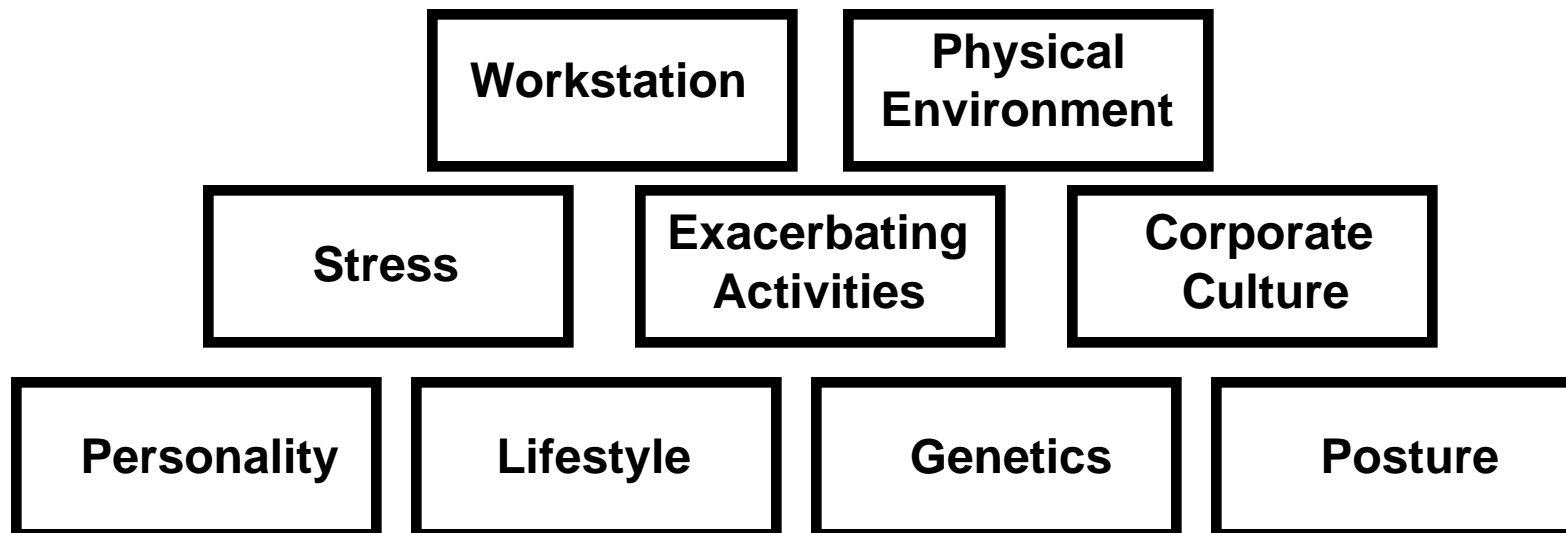 Workstation
Physical
Environment
Stress
Exacerbating
Activities
Corporate
Culture
Personality
Lifestyle
Genetics
Posture